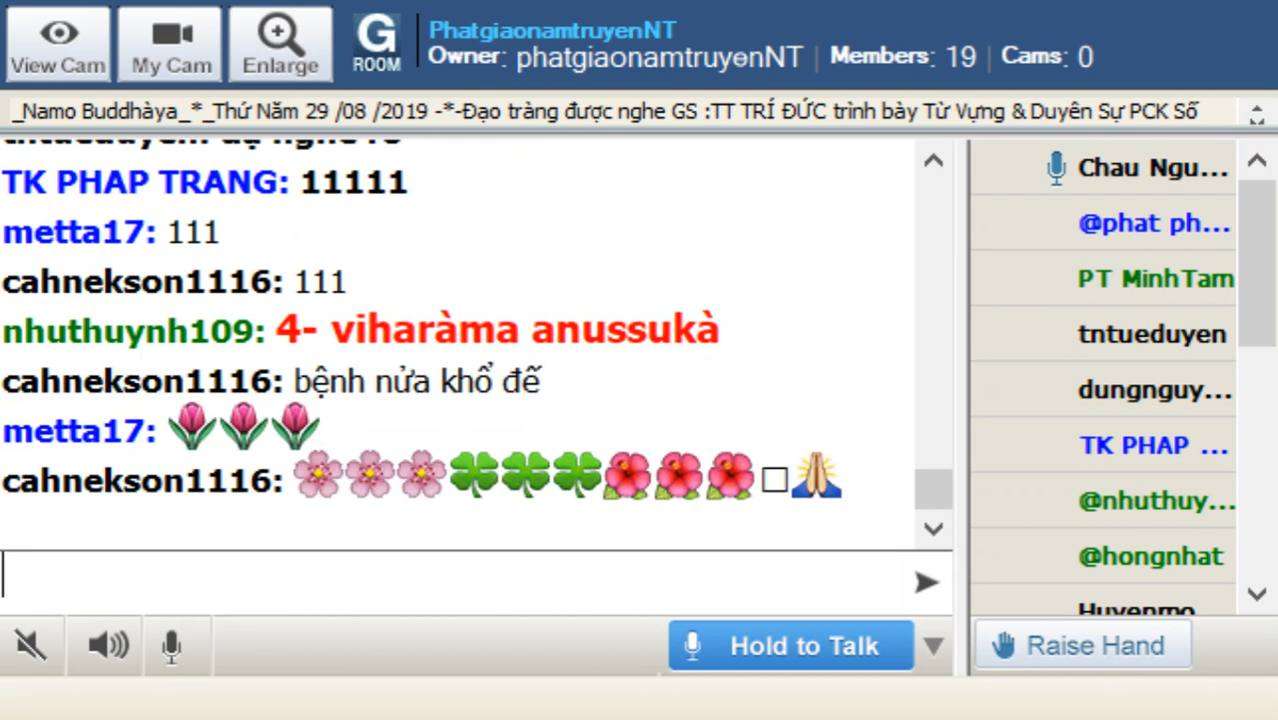 View Cam
My Cam
Enlarge
G
ROOM
PhatgiaonamtruyenNT
Owner: phatgiaonamtruyenNT | Members: 19 | Cams: 0
_Namo Buddhàya_*_Thứ Năm 29 /08 /2019 -*-Đạo tràng được nghe GS :TT TRÍ ĐỨC trình bày Từ Vựng & Duyên Sự PCK Số
TK PHAP TRANG: 11111
metta17: 111
cahnekson1116: 111
nhuthuynh109: 4- viharàma anussukà
cahnekson1116: bệnh nửa khổ đế
metta17: 🌷🌷🌷
cahnekson1116: 🌸🌸🌸🍀🍀🍀🌺🌺🌺□🙏
Chau Ngu...
@phat ph...
PT MinhTam
tntueduyen
dungnguy...
TK PHAP ...
@nhuthuy...
@hongnhat
Huyenmo
Hold to Talk
Raise Hand